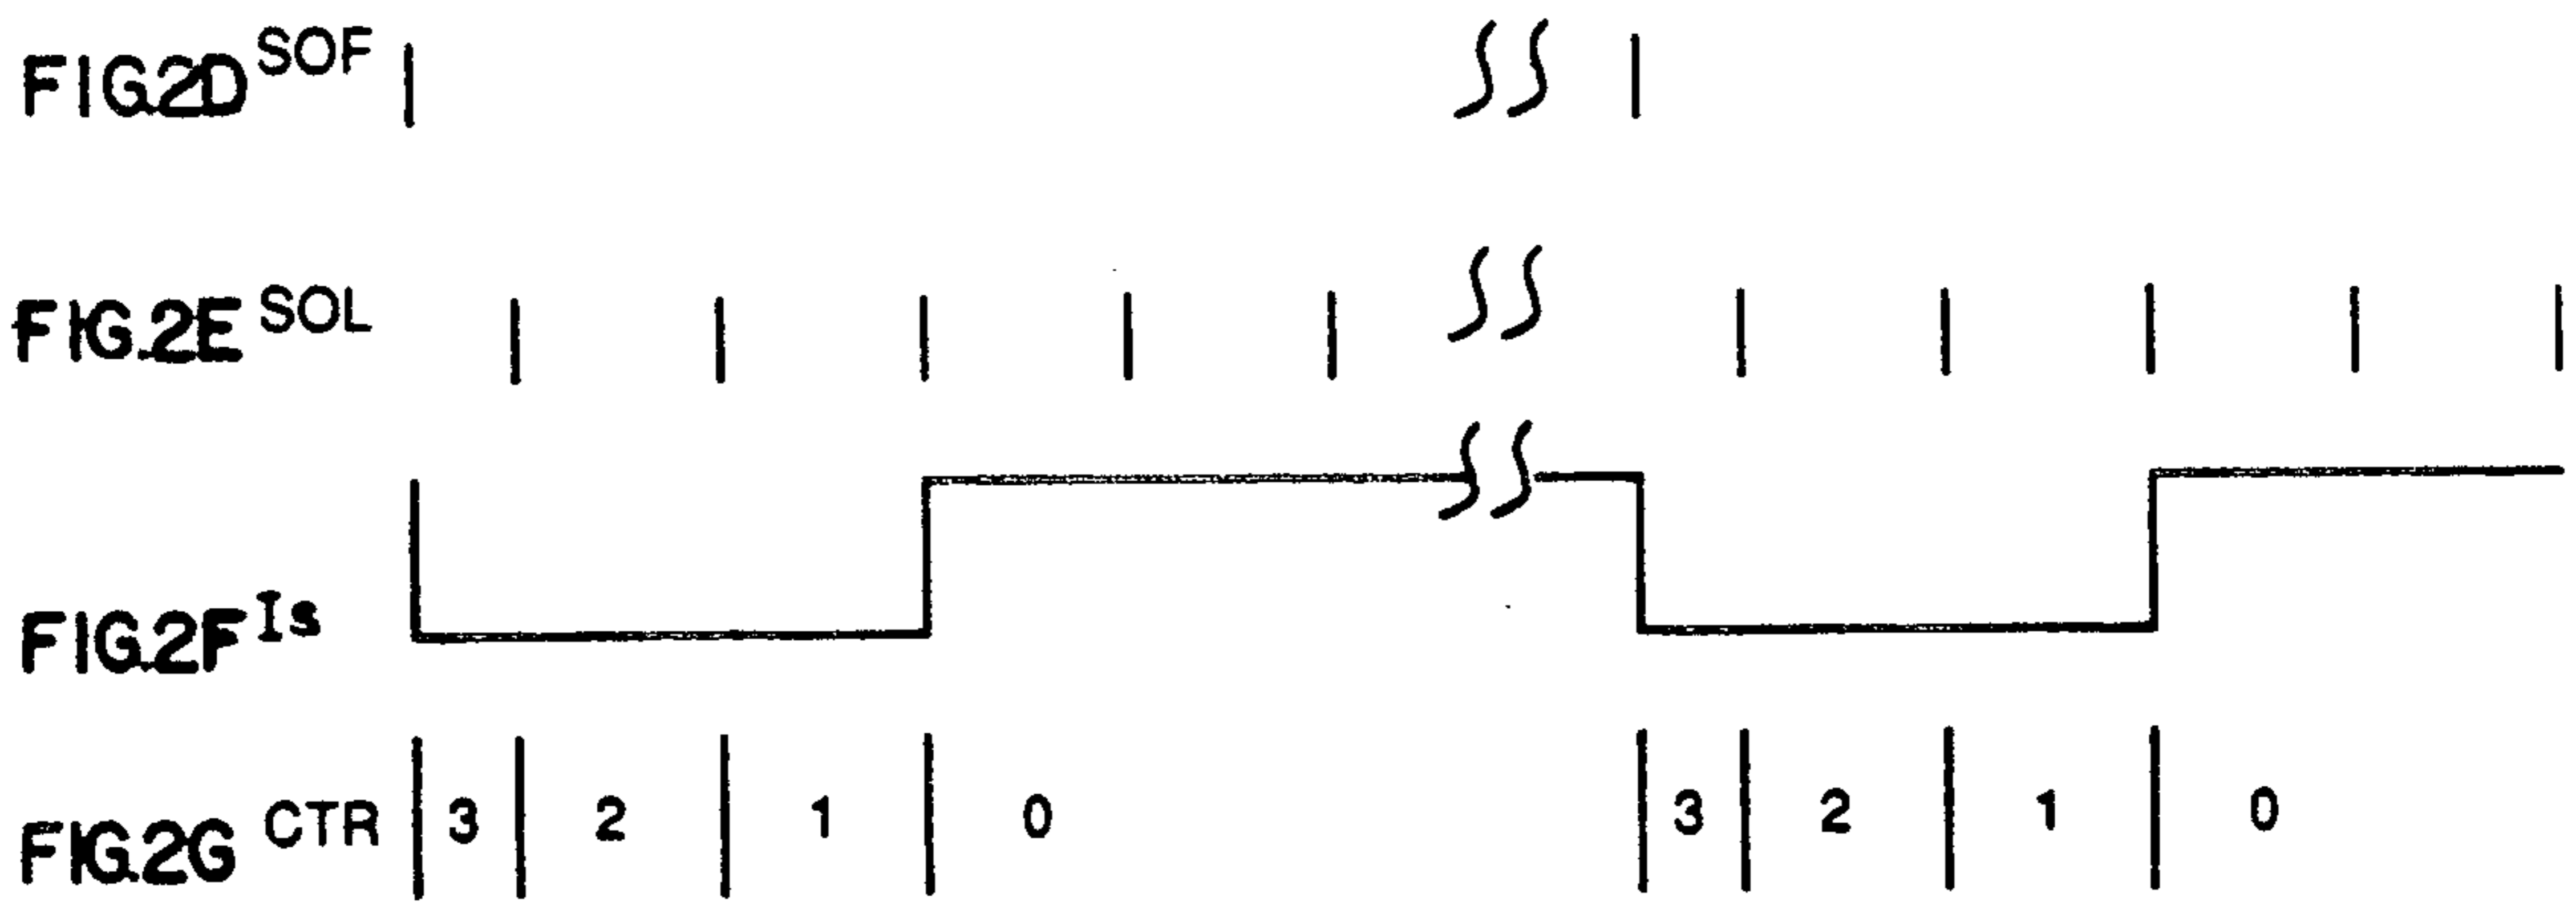 FIG.2D SOF
FIG.2E SOL
FIG.2F Is
FIG.2G CTR 3 2 1 0 3 2 1 0